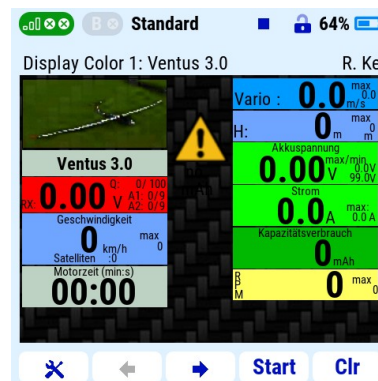 B Standard 64%
Display Color 1: Ventus 3.0 R. Ke
Ventus 3.0
RX: 0.00 V Q: 0/ 100
A1: 0/9
A2: 0/9
Geschwindigkeit
0 km/h max 0
Satelliten :0
Motorzeit (min:s)
00:00
Vario : 0.0 m/s max 0.0
H: 0 m max 0 m
Akkuspannung
0.00 V max/min 0.0V
99.0V
Strom
0.0 A max: 0.0 A
Kapazitätsverbrauch
0 mAh
RPM 0 max 0
Start Clr